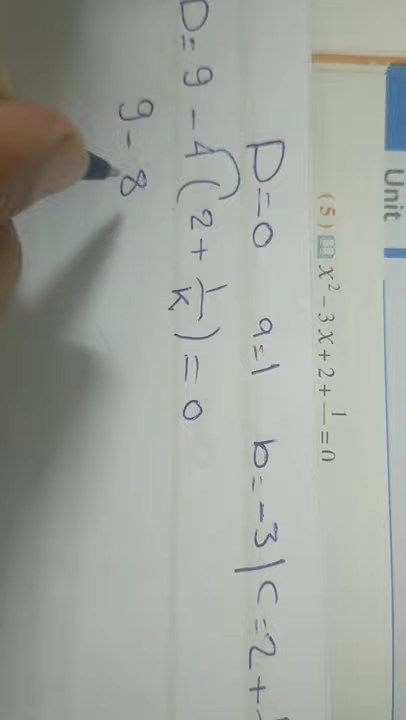 Unit
(5) x² - 3x + 2 + 1/ = 0
D = 0 a = 1 b = -3 | c = 2 +
D = 9 - 4 ( 2 + 1/K ) = 0
9 - 8